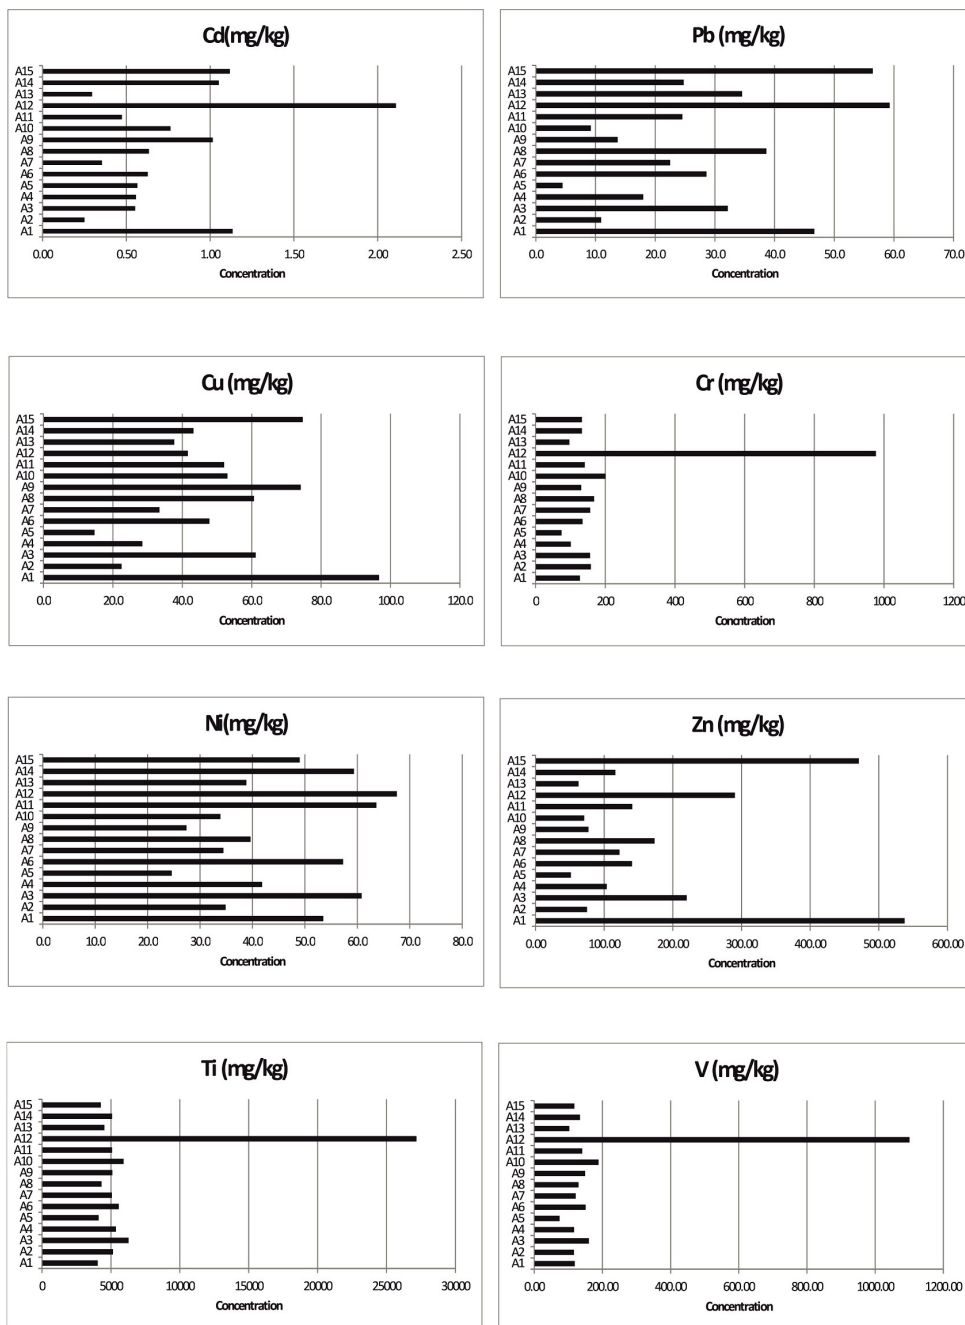 Cd(mg/kg)
A15
A14
A13
A12
A11
A10
A9
A8
A7
A6
A5
A4
A3
A2
A1
0.00 0.50 1.00 1.50 2.00 2.50
Concentration
Pb (mg/kg)
A15
A14
A13
A12
A11
A10
A9
A8
A7
A6
A5
A4
A3
A2
A1
0.0 10.0 20.0 30.0 40.0 50.0 60.0 70.0
Concentration
Cu (mg/kg)
A15
A14
A13
A12
A11
A10
A9
A8
A7
A6
A5
A4
A3
A2
A1
0.0 20.0 40.0 60.0 80.0 100.0 120.0
Concentration
Cr (mg/kg)
A15
A14
A13
A12
A11
A10
A9
A8
A7
A6
A5
A4
A3
A2
A1
0 200 400 600 800 1000 1200
Concntration
Ni(mg/kg)
A15
A14
A13
A12
A11
A10
A9
A8
A7
A6
A5
A4
A3
A2
A1
0.0 10.0 20.0 30.0 40.0 50.0 60.0 70.0 80.0
Concentration
Zn (mg/kg)
A15
A14
A13
A12
A11
A10
A9
A8
A7
A6
A5
A4
A3
A2
A1
0.00 100.00 200.00 300.00 400.00 500.00 600.00
Concentration
Ti (mg/kg)
A15
A14
A13
A12
A11
A10
A9
A8
A7
A6
A5
A4
A3
A2
A1
0 5000 10000 15000 20000 25000 30000
Concentration
V (mg/kg)
A15
A14
A13
A12
A11
A10
A9
A8
A7
A6
A5
A4
A3
A2
A1
0.00 200.00 400.00 600.00 800.00 1000.00 1200.00
Concentration